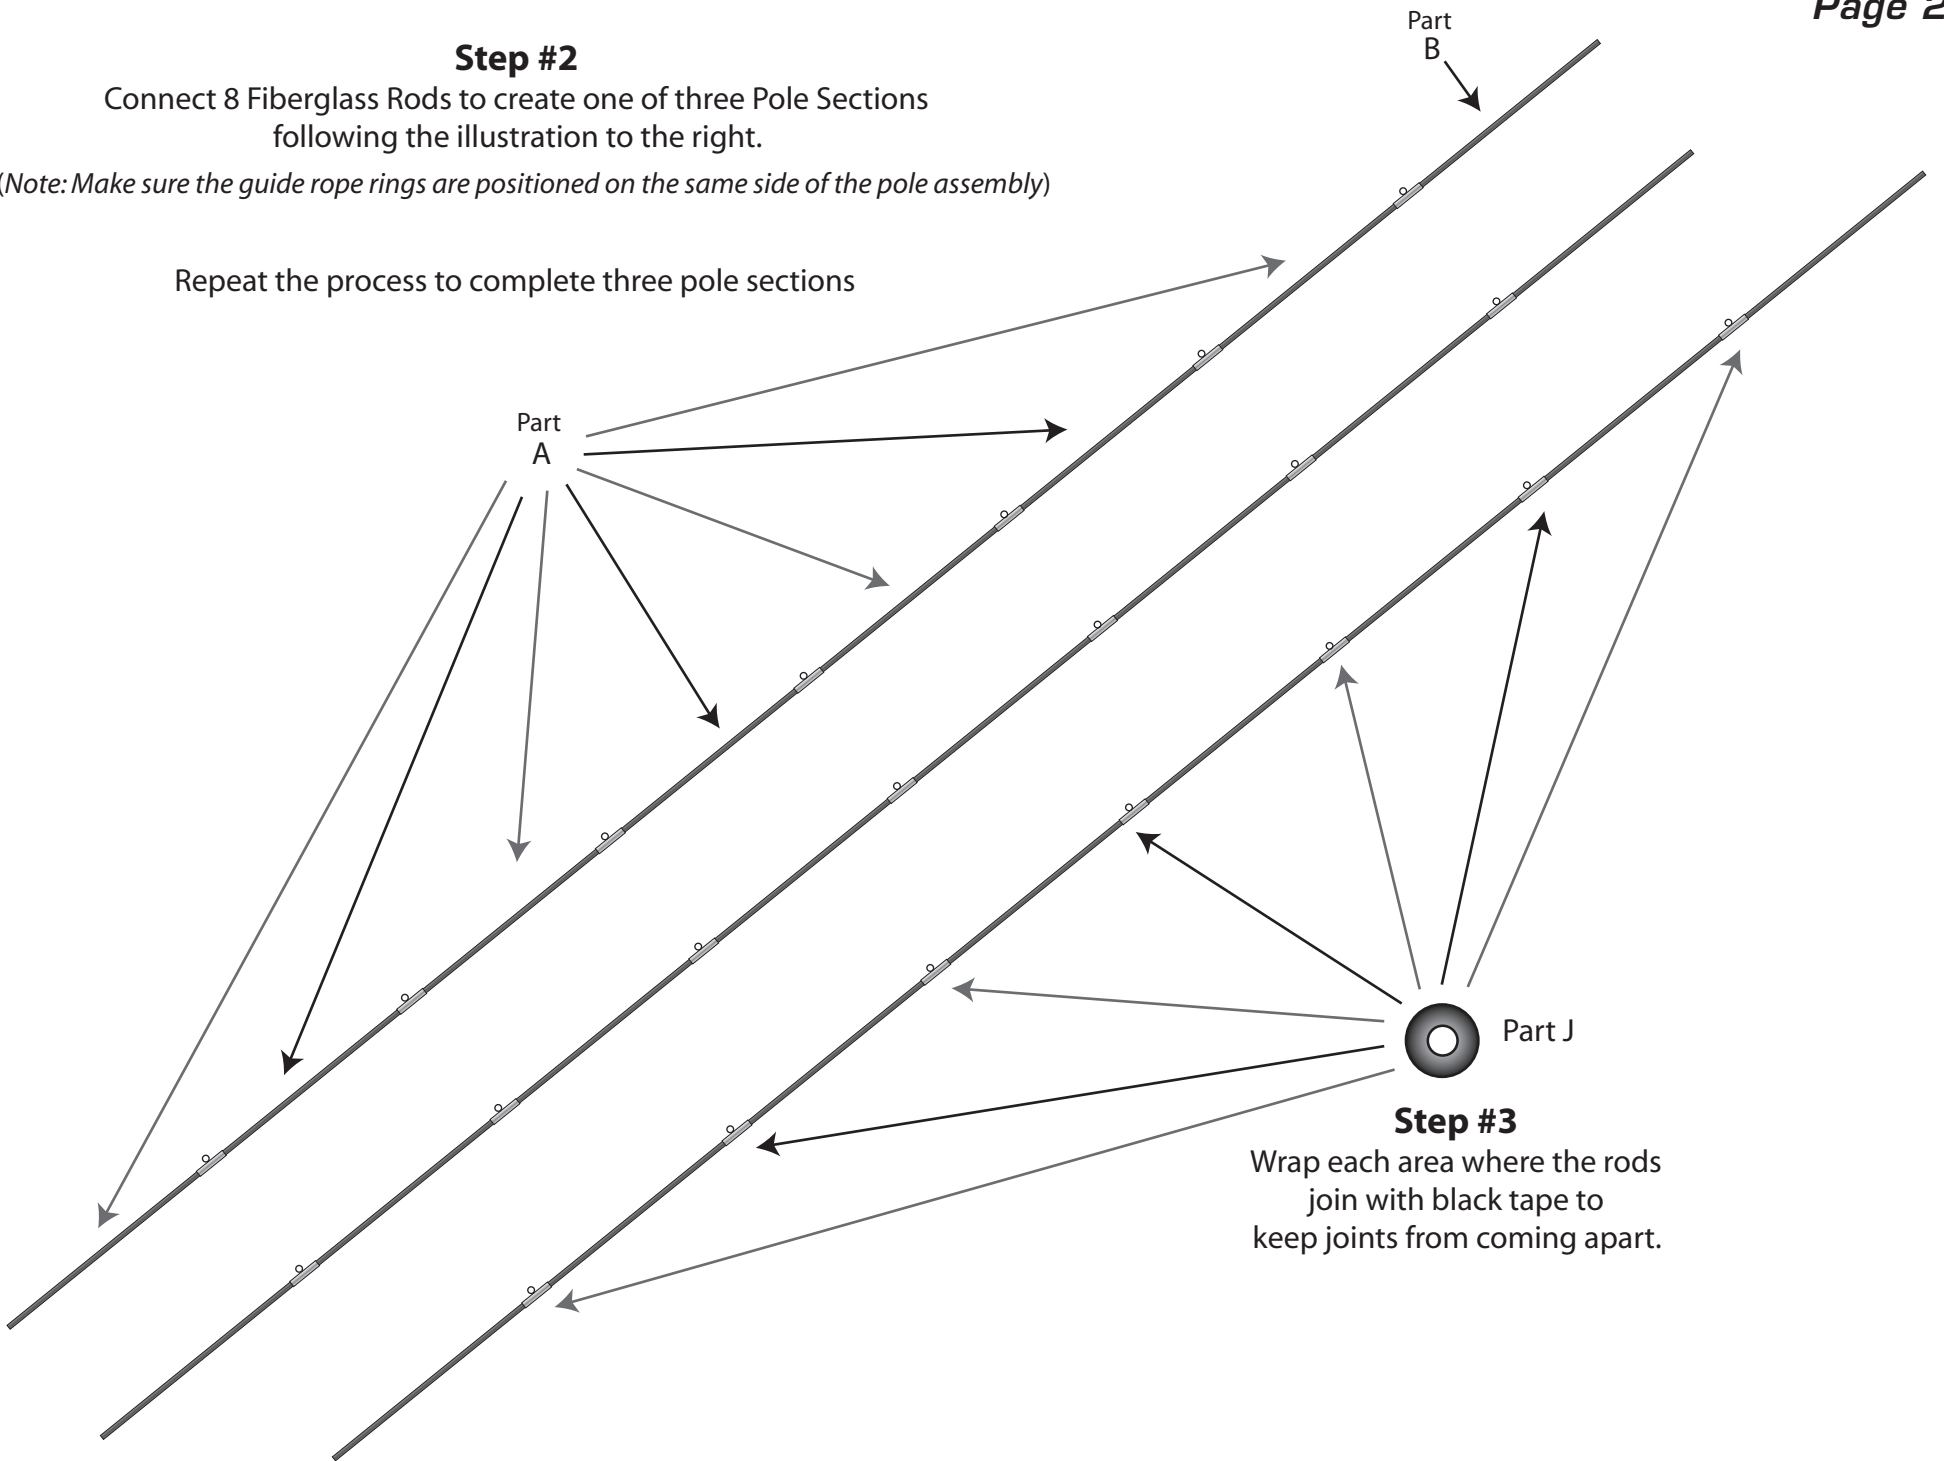 Page 2
Step #2
Connect 8 Fiberglass Rods to create one of three Pole Sections
following the illustration to the right.
(Note: Make sure the guide rope rings are positioned on the same side of the pole assembly)
Repeat the process to complete three pole sections
Part
B
Part
A
Part J
Step #3
Wrap each area where the rods
join with black tape to
keep joints from coming apart.